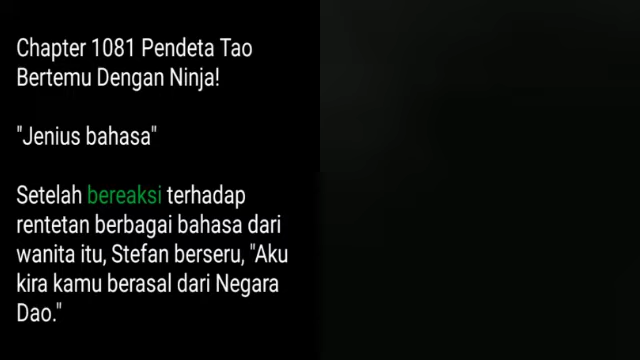 Chapter 1081 Pendeta Tao
Bertemu Dengan Ninja!
"Jenius bahasa"
Setelah bereaksi terhadap
rentetan berbagai bahasa dari
wanita itu, Stefan berseru, "Aku
kira kamu berasal dari Negara
Dao."